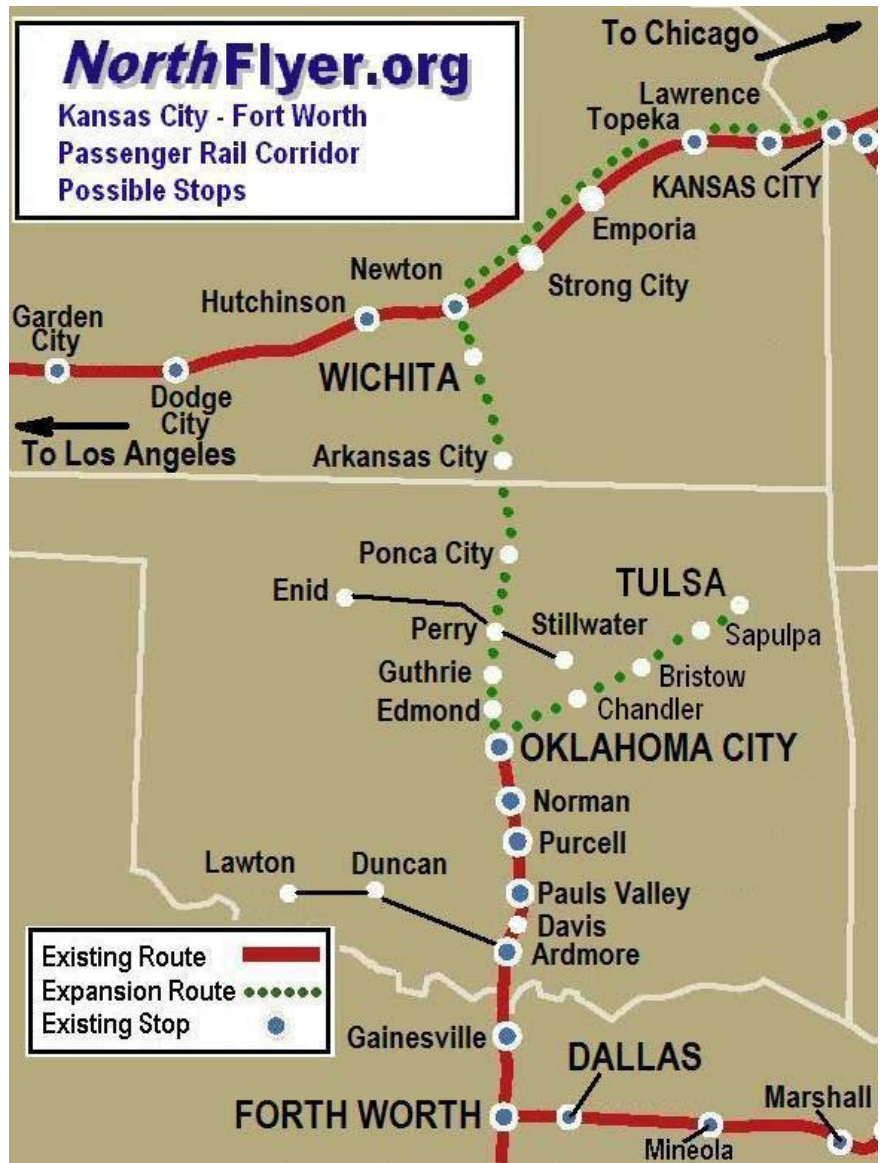 NorthFlyer.org
Kansas City - Fort Worth
Passenger Rail Corridor
Possible Stops
To Chicago
Lawrence
Topeka
KANSAS CITY
Emporia
Newton
Strong City
Hutchinson
Garden
City
Dodge
City
WICHITA
To Los Angeles
Arkansas City
Ponca City
Enid
TULSA
Perry
Stillwater
Sapulpa
Guthrie
Bristow
Edmond
Chandler
OKLAHOMA CITY
Norman
Purcell
Lawton
Duncan
Pauls Valley
Davis
Ardmore
Existing Route
Expansion Route
Existing Stop
Gainesville
DALLAS
FORTH WORTH
Marshall
Mineola